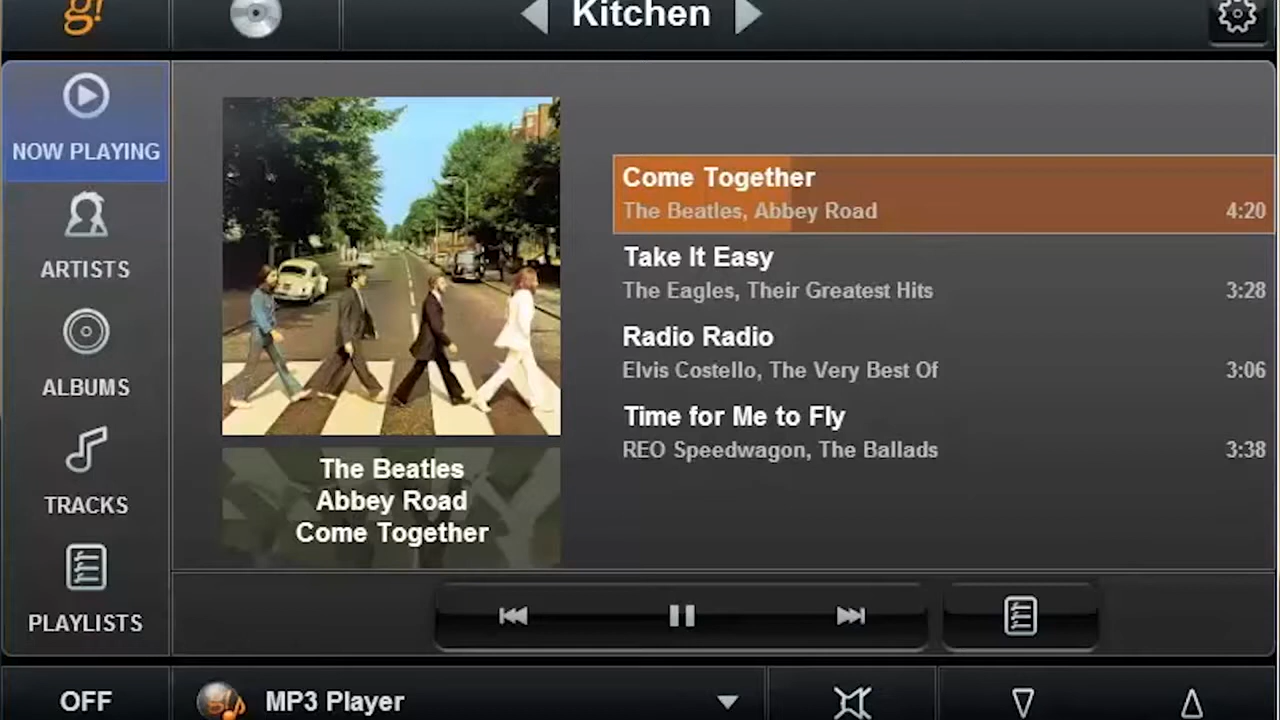 g!
Kitchen
NOW PLAYING
ARTISTS
ALBUMS
TRACKS
PLAYLISTS
The Beatles
Abbey Road
Come Together
Come Together
The Beatles, Abbey Road 4:20
Take It Easy
The Eagles, Their Greatest Hits 3:28
Radio Radio
Elvis Costello, The Very Best Of 3:06
Time for Me to Fly
REO Speedwagon, The Ballads 3:38
OFF
g! MP3 Player